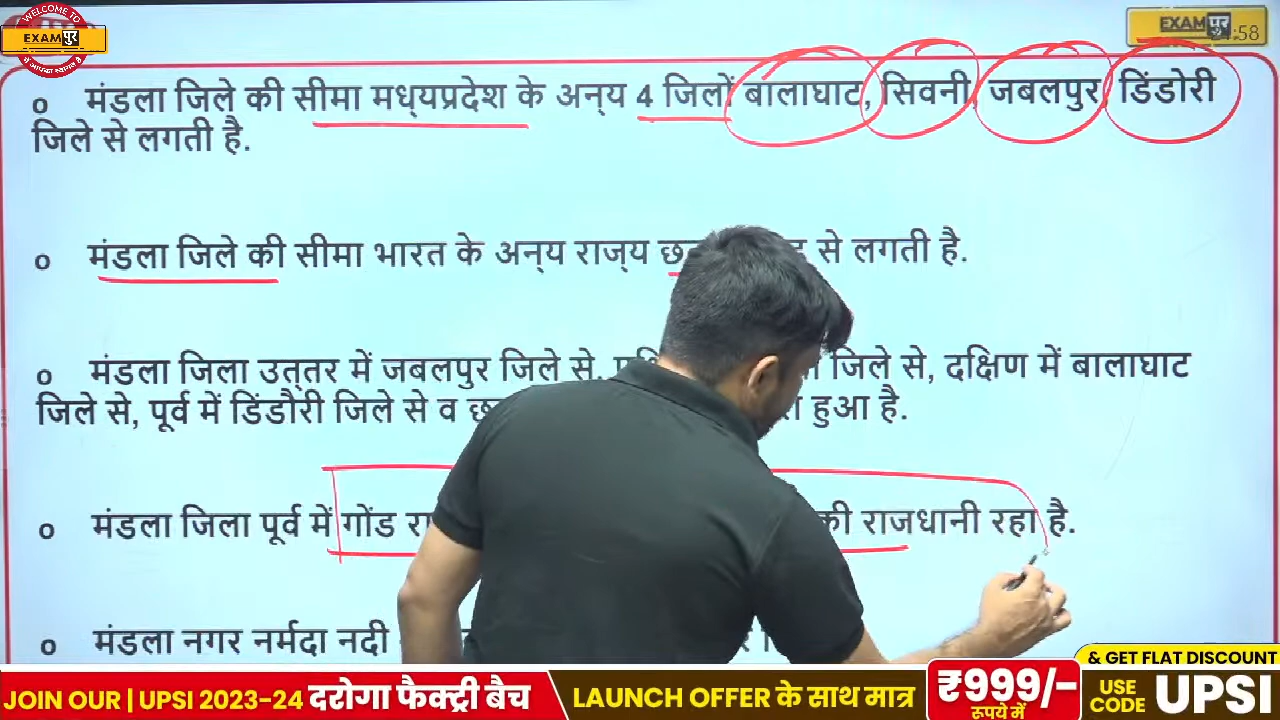 WELCOME TO
EXAMपुर
में आपका स्वागत है
EXAMपुर
:58
o मंडला जिले की सीमा मध्यप्रदेश के अन्य 4 जिलों बालाघाट, सिवनी, जबलपुर, डिंडोरी
जिले से लगती है.
o मंडला जिले की सीमा भारत के अन्य राज्य से लगती है.
o मंडला जिला उत्तर में जबलपुर जिले से, जिले से, दक्षिण में बालाघाट
जिले से, पूर्व में डिंडौरी जिले से व हुआ है.
o मंडला जिला पूर्व में गोंड की राजधानी रहा है.
o मंडला नगर नर्मदा नदी
& GET FLAT DISCOUNT
JOIN OUR | UPSI 2023-24 दरोगा फैक्ट्री बैच LAUNCH OFFER के साथ मात्र ₹999/- रूपये में USE CODE UPSI